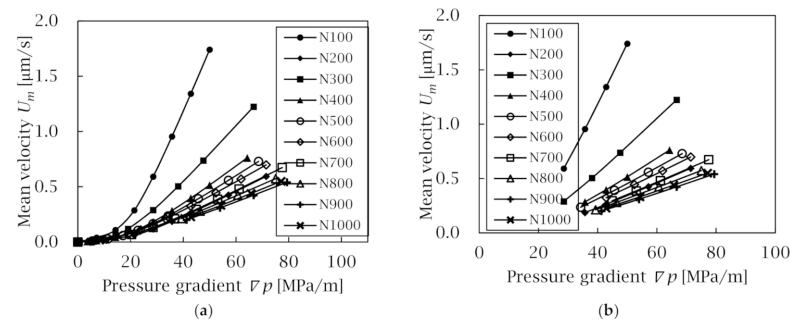 2.0
1.5
1.0
0.5
0.0
Mean velocity Um [μm/s]
0 20 40 60 80 100
Pressure gradient ∇p [MPa/m]
N100
N200
N300
N400
N500
N600
N700
N800
N900
N1000
(a)
2.0
1.5
1.0
0.5
0.0
Mean velocity Um [μm/s]
0 20 40 60 80 100
Pressure gradient ∇p [MPa/m]
N100
N200
N300
N400
N500
N600
N700
N800
N900
N1000
(b)